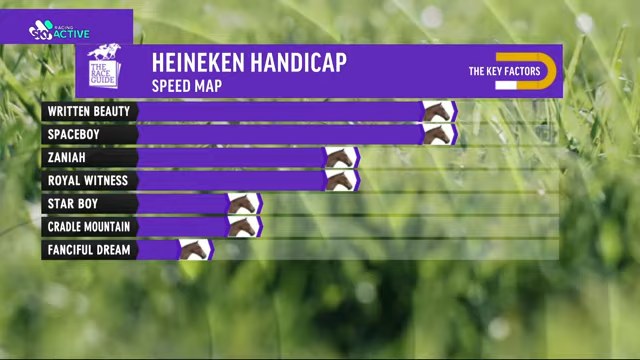 sky RACING
ACTIVE
THE
RACE
GUIDE
HEINEKEN HANDICAP
SPEED MAP
THE KEY FACTORS
WRITTEN BEAUTY
SPACEBOY
ZANIAH
ROYAL WITNESS
STAR BOY
CRADLE MOUNTAIN
FANCIFUL DREAM